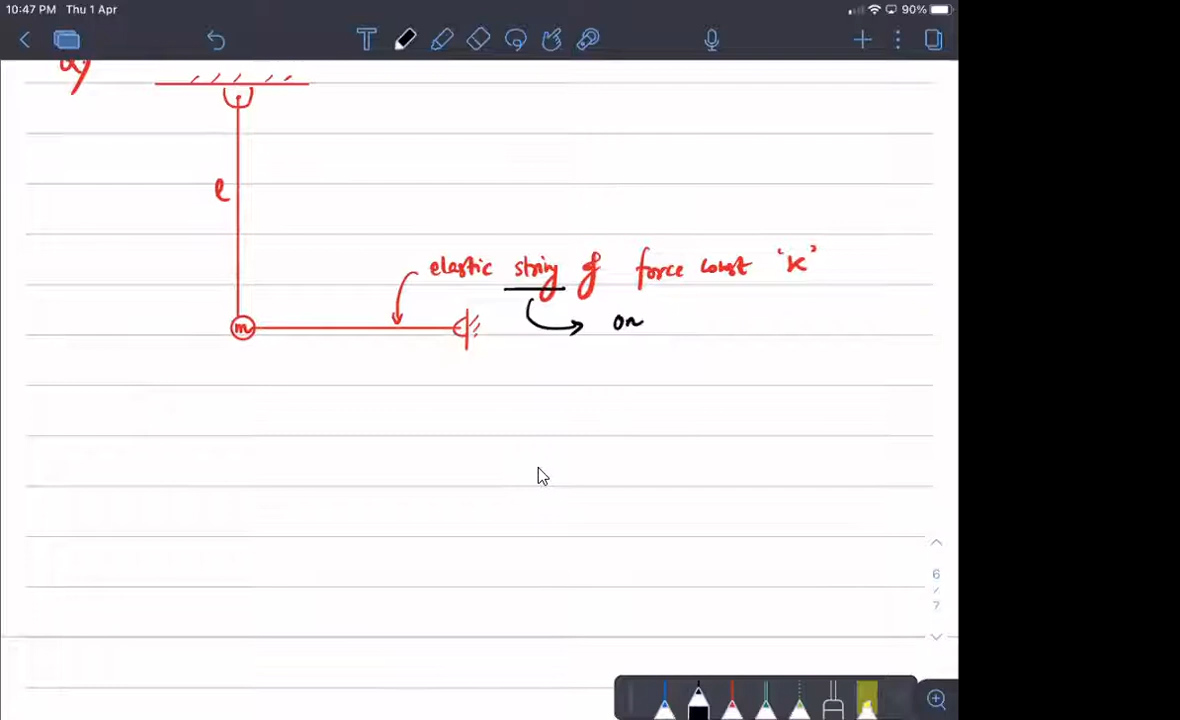 10:47 PM Thu 1 Apr
90%
l
elastic string of force const 'K'
on
m
6
/
7